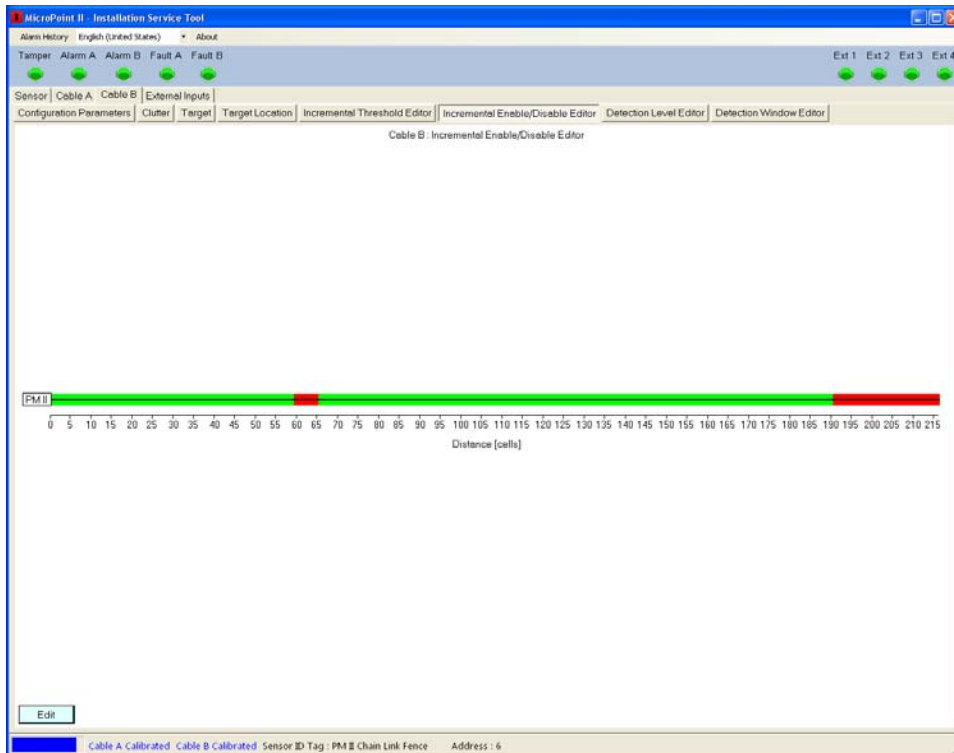 MicroPoint II - Installation Service Tool
Alarm History English (United States) About
Tamper Alarm A Alarm B Fault A Fault B Ext 1 Ext 2 Ext 3 Ext 4
Sensor Cable A Cable B External Inputs
Configuration Parameters Clutter Target Target Location Incremental Threshold Editor Incremental Enable/Disable Editor Detection Level Editor Detection Window Editor
Cable B : Incremental Enable/Disable Editor
PM II
0 5 10 15 20 25 30 35 40 45 50 55 60 65 70 75 80 85 90 95 100 105 110 115 120 125 130 135 140 145 150 155 160 165 170 175 180 185 190 195 200 205 210 215
Distance [cells]
Edit
Cable A Calibrated Cable B Calibrated Sensor ID Tag : PM II Chain Link Fence Address : 6